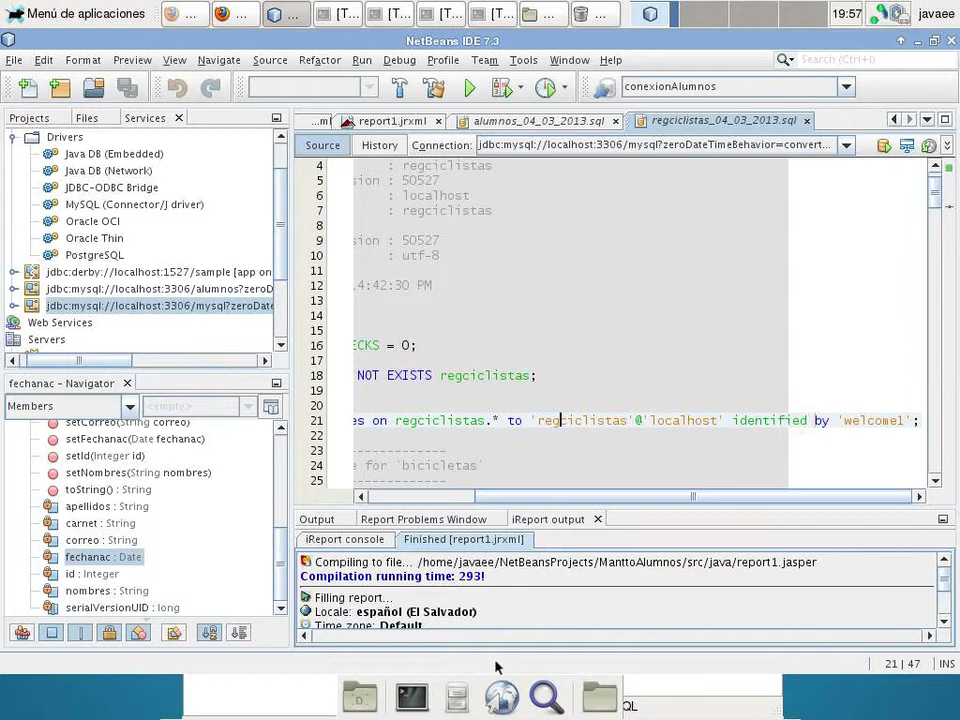 Menú de aplicaciones
...
...
...
[T...
[T...
[T...
[T...
...
...
19:57
javaee
NetBeans IDE 7.3
File Edit Format Preview View Navigate Source Refactor Run Debug Profile Team Tools Window Help
Search (Ctrl+I)
conexionAlumnos
Projects Files Services
...ml report1.jrxml alumnos_04_03_2013.sql regciclistas_04_03_2013.sql
Source History Connection: jdbc:mysql://localhost:3306/mysql?zeroDateTimeBehavior=convert...
Drivers
Java DB (Embedded)
Java DB (Network)
JDBC-ODBC Bridge
MySQL (Connector/J driver)
Oracle OCI
Oracle Thin
PostgreSQL
jdbc:derby://localhost:1527/sample [app on
jdbc:mysql://localhost:3306/alumnos?zeroD
jdbc:mysql://localhost:3306/mysql?zeroDate
Web Services
Servers
fechanac - Navigator
Members
<empty>
setCorreo(String correo)
setFechanac(Date fechanac)
setId(Integer id)
setNombres(String nombres)
toString() : String
apellidos : String
carnet : String
correo : String
fechanac : Date
id : Integer
nombres : String
serialVersionUID : long
4 : regciclistas
5 sion : 50527
6 : localhost
7 : regciclistas
8
9 sion : 50527
10 : utf-8
11
12 14:42:30 PM
13
14
15
16 ECKS = 0;
17
18 NOT EXISTS regciclistas;
19
20
21 es on regciclistas.* to 'regciclistas'@'localhost' identified by 'welcome1';
22
23 -------------
24 e for `bicicletas`
25 -------------
Output Report Problems Window iReport output
iReport console Finished [report1.jrxml]
Compiling to file... /home/javaee/NetBeansProjects/ManttoAlumnos/src/java/report1.jasper
Compilation running time: 293!
Filling report...
Locale: español (El Salvador)
Time zone: Default
21 | 47 INS
QL